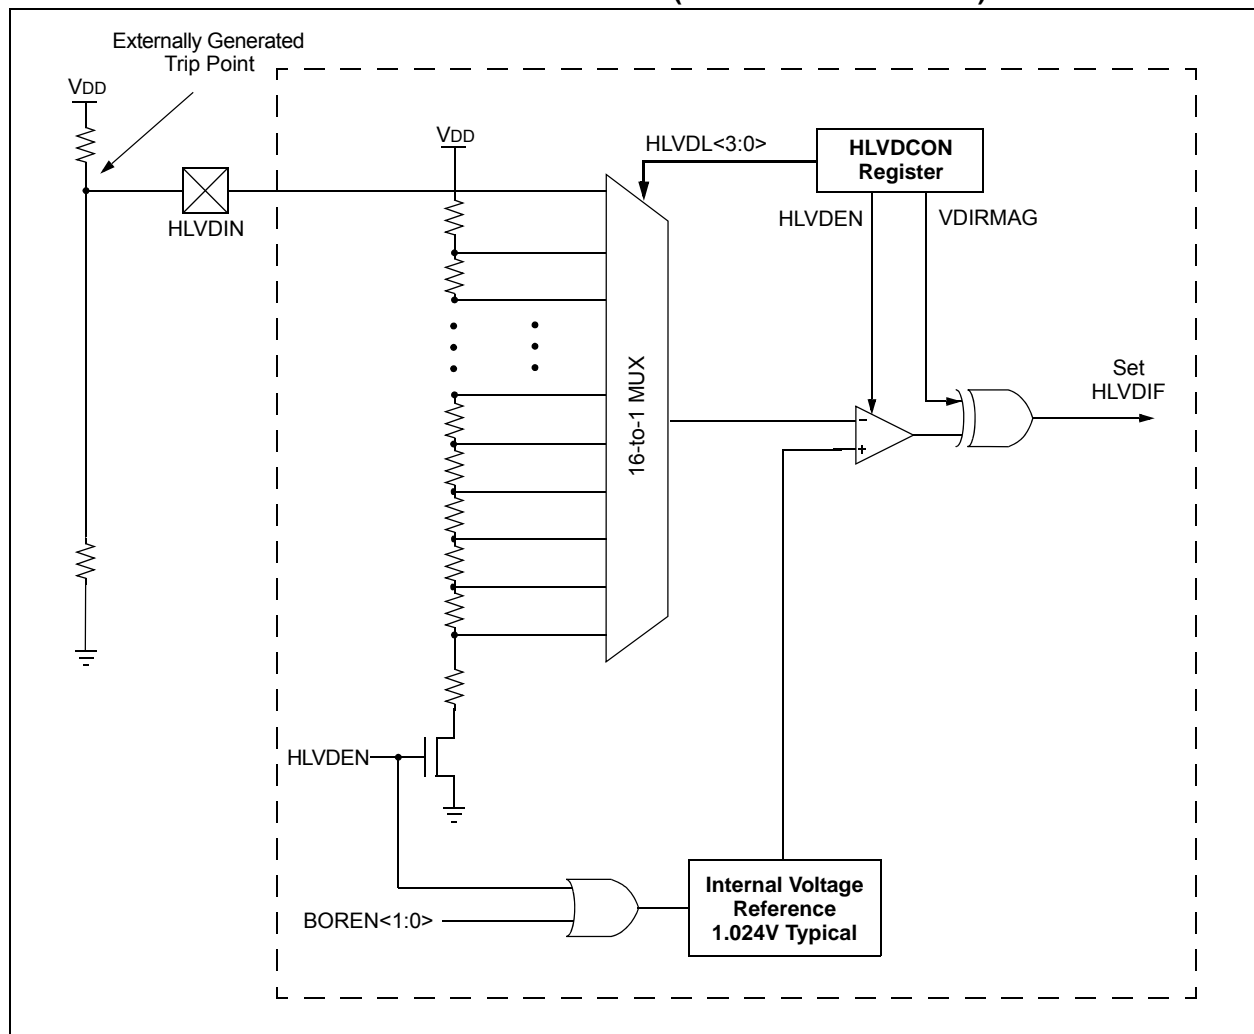 Externally Generated
Trip Point
VDD
VDD
HLVDL<3:0>
HLVDCON
Register
HLVDIN
HLVDEN
VDIRMAG
16-to-1 MUX
Set
HLVDIF
–
+
HLVDEN
BOREN<1:0>
Internal Voltage
Reference
1.024V Typical